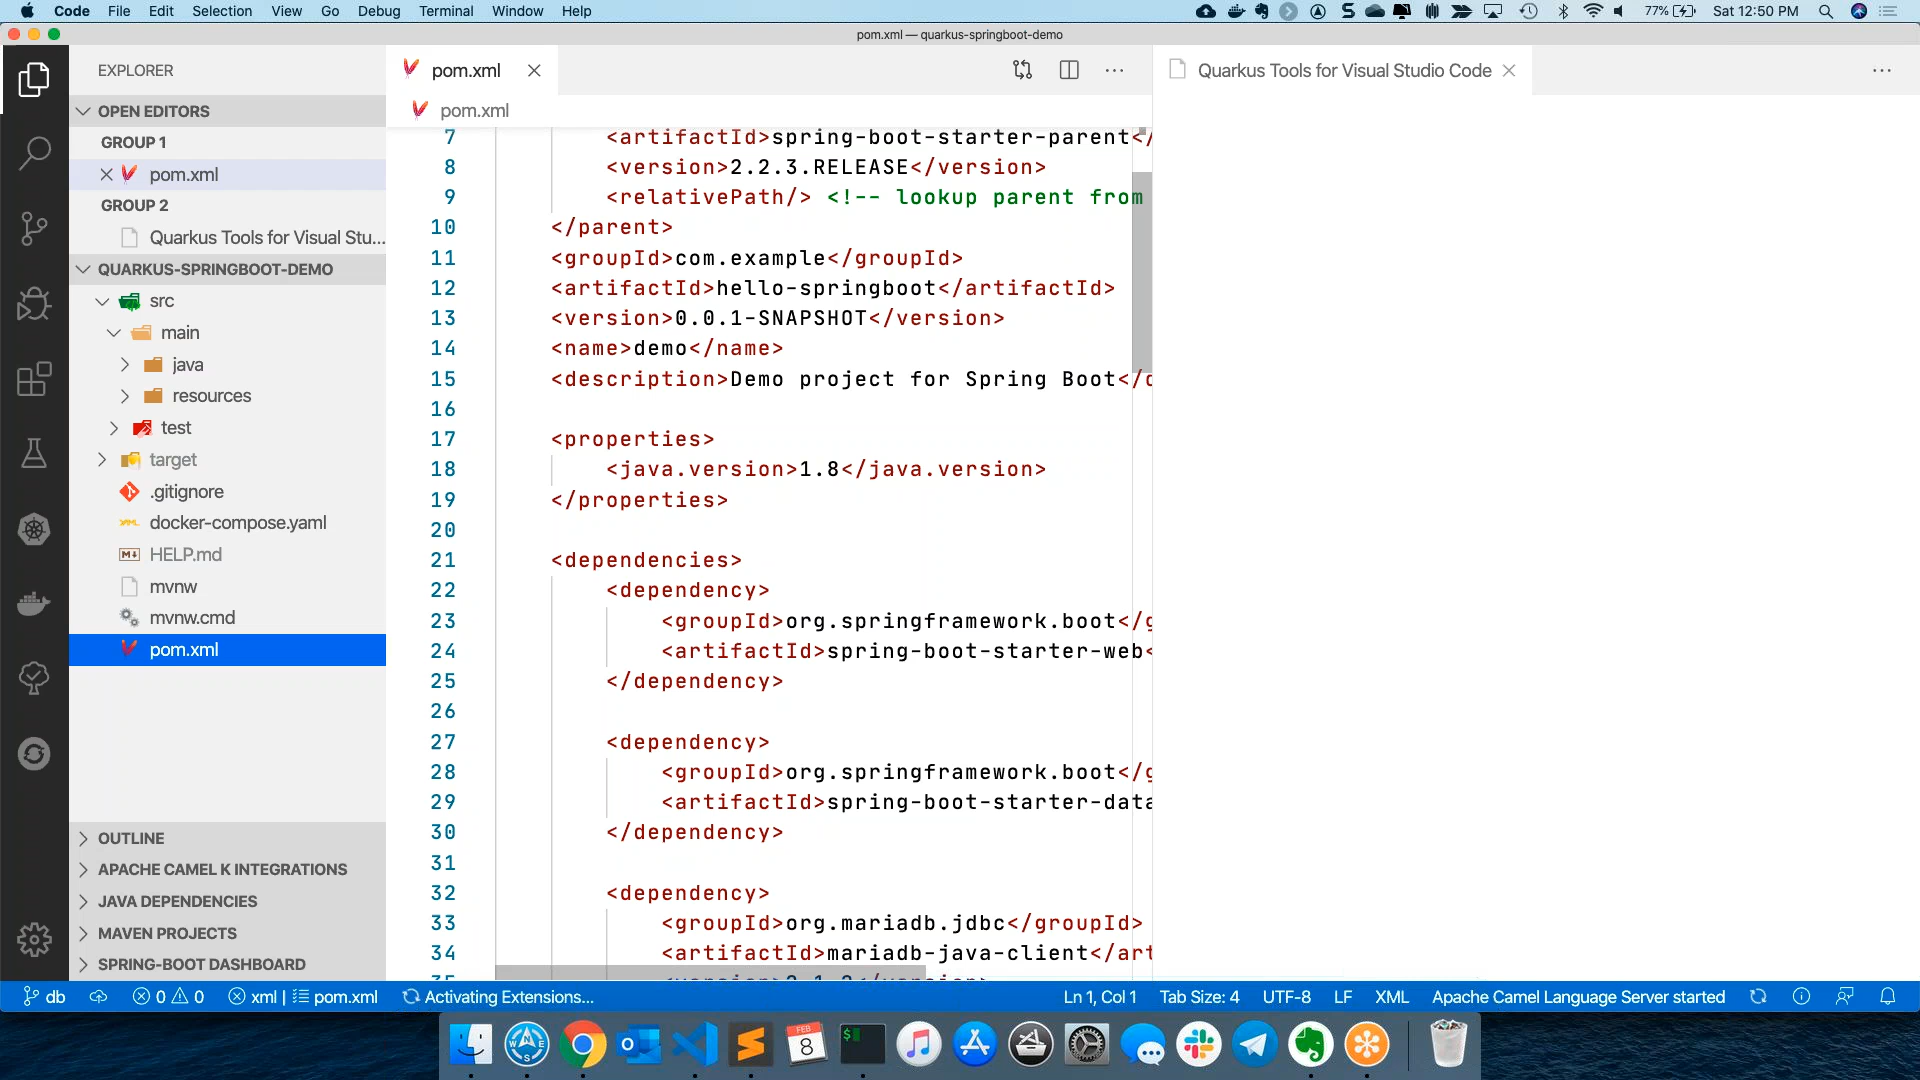 Code File Edit Selection View Go Debug Terminal Window Help
77% Sat 12:50 PM
pom.xml — quarkus-springboot-demo
EXPLORER
OPEN EDITORS
GROUP 1
pom.xml
GROUP 2
Quarkus Tools for Visual Stu...
QUARKUS-SPRINGBOOT-DEMO
src
main
java
resources
test
target
.gitignore
docker-compose.yaml
HELP.md
mvnw
mvnw.cmd
pom.xml
OUTLINE
APACHE CAMEL K INTEGRATIONS
JAVA DEPENDENCIES
MAVEN PROJECTS
SPRING-BOOT DASHBOARD
pom.xml
pom.xml
7 <artifactId>spring-boot-starter-parent</
8 <version>2.2.3.RELEASE</version>
9 <relativePath/> <!-- lookup parent from
10 </parent>
11 <groupId>com.example</groupId>
12 <artifactId>hello-springboot</artifactId>
13 <version>0.0.1-SNAPSHOT</version>
14 <name>demo</name>
15 <description>Demo project for Spring Boot</d
16
17 <properties>
18 <java.version>1.8</java.version>
19 </properties>
20
21 <dependencies>
22 <dependency>
23 <groupId>org.springframework.boot</g
24 <artifactId>spring-boot-starter-web<
25 </dependency>
26
27 <dependency>
28 <groupId>org.springframework.boot</g
29 <artifactId>spring-boot-starter-data
30 </dependency>
31
32 <dependency>
33 <groupId>org.mariadb.jdbc</groupId>
34 <artifactId>mariadb-java-client</art
Quarkus Tools for Visual Studio Code
db 0 0 xml | pom.xml Activating Extensions... Ln 1, Col 1 Tab Size: 4 UTF-8 LF XML Apache Camel Language Server started
FEB
8